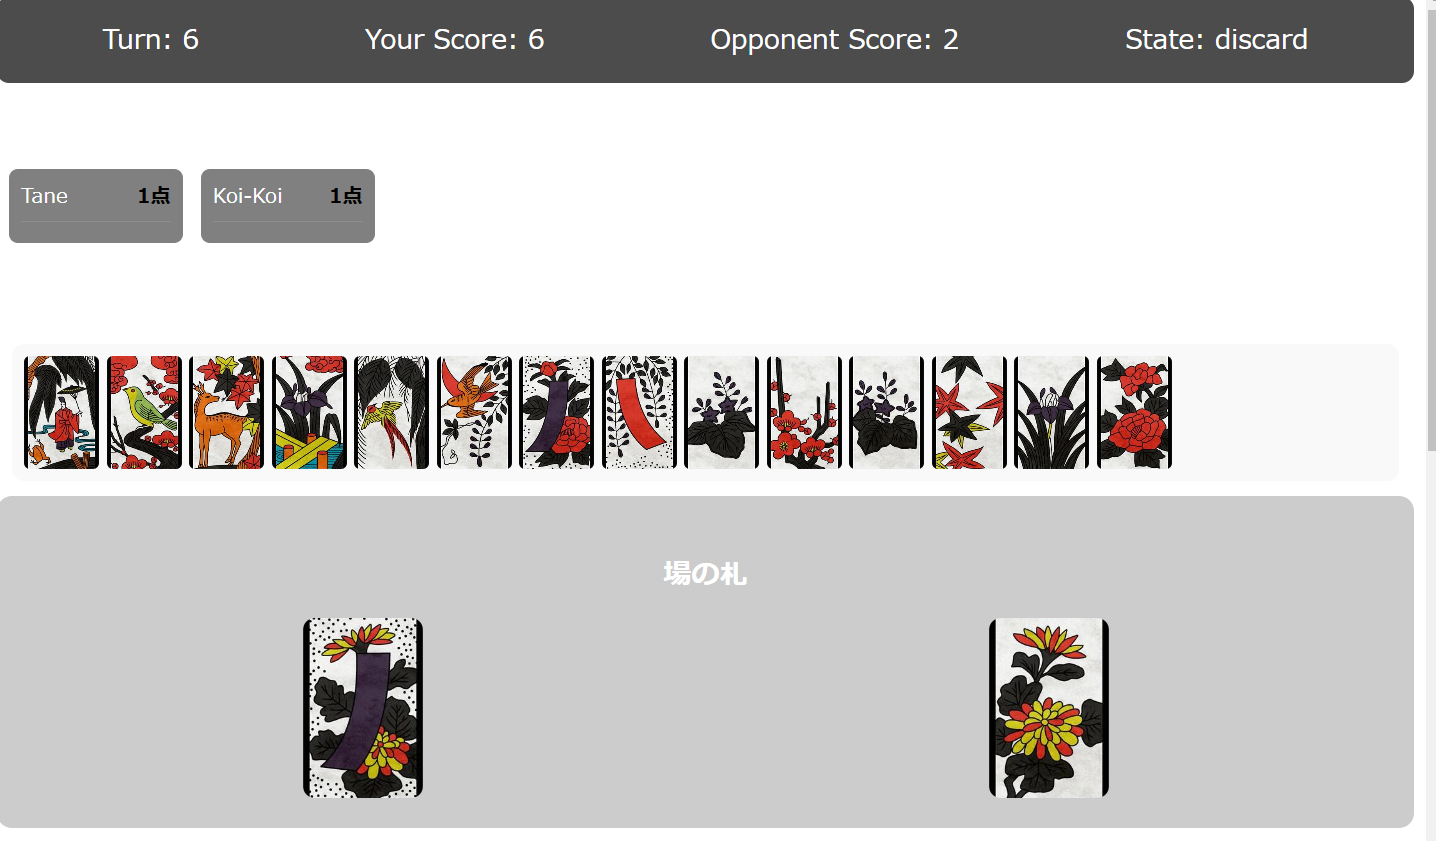 Turn: 6 Your Score: 6 Opponent Score: 2 State: discard
Tane 1点 Koi-Koi 1点
場の札